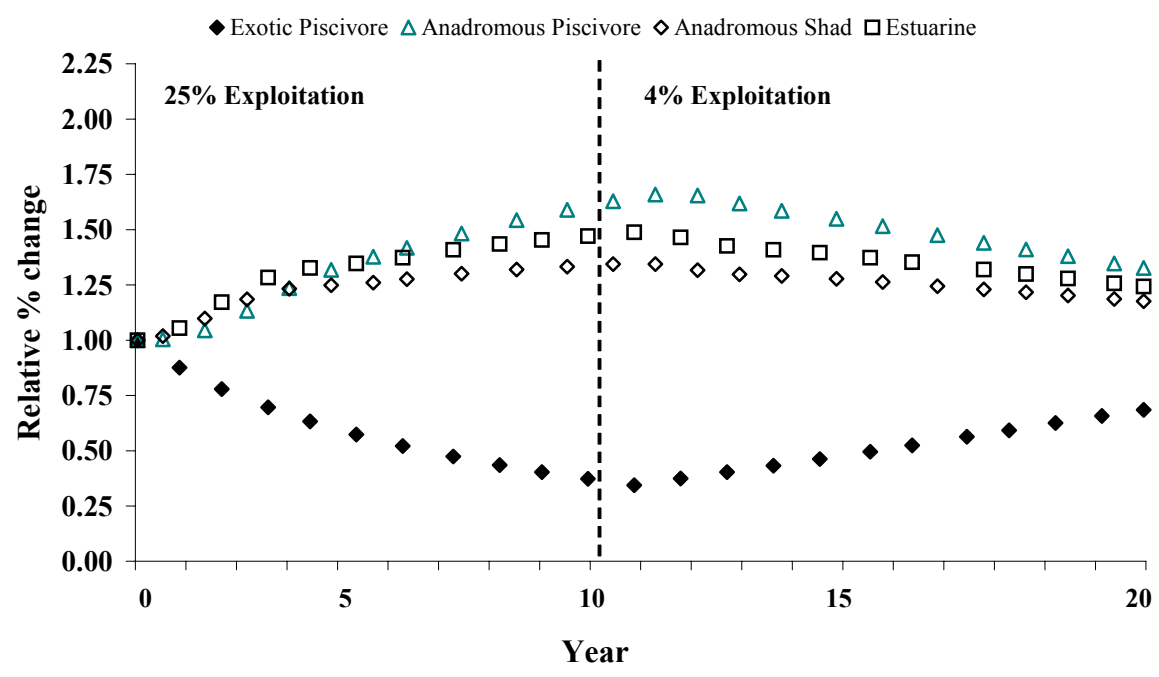 Exotic Piscivore Anadromous Piscivore Anadromous Shad Estuarine
2.25
25% Exploitation 4% Exploitation
2.00
1.75
1.50
1.25
1.00
0.75
0.50
0.25
0.00
Relative % change
0 5 10 15 20
Year